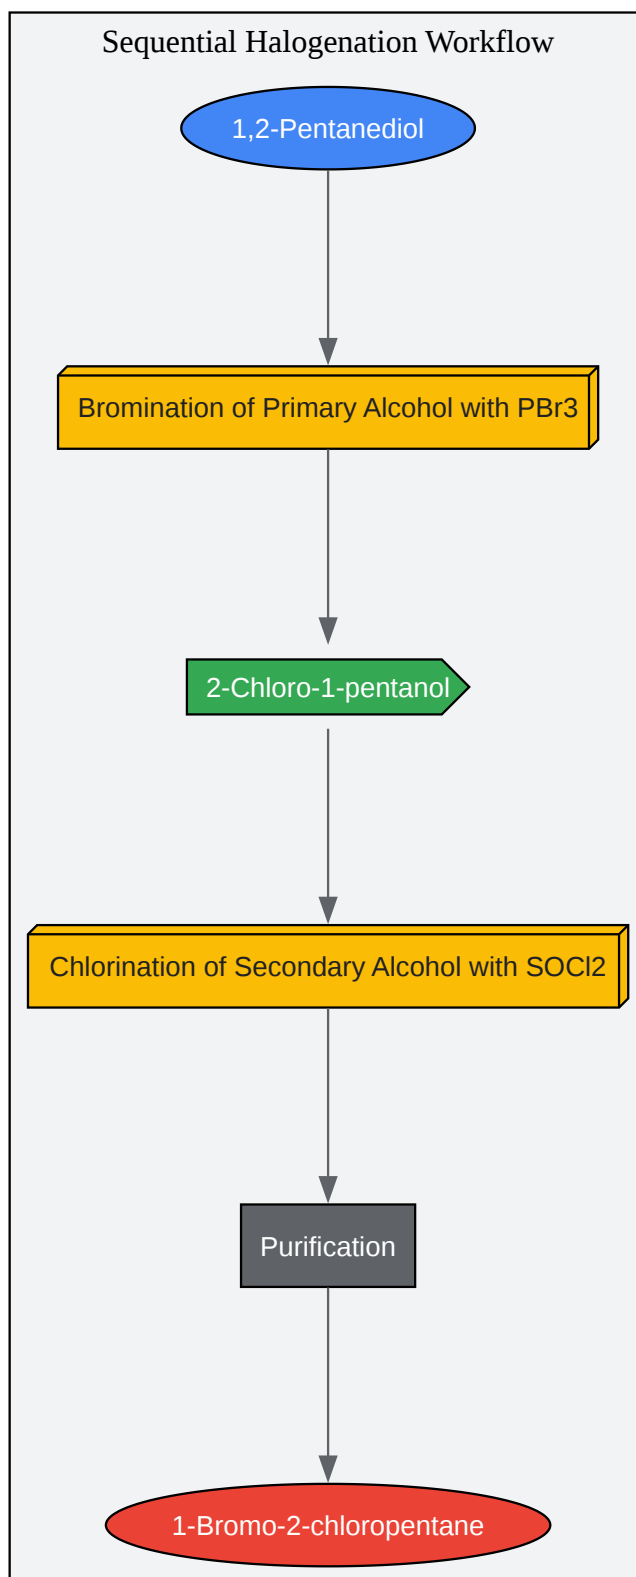 Sequential Halogenation Workflow
1,2-Pentanediol
Bromination of Primary Alcohol with PBr3
2-Chloro-1-pentanol
Chlorination of Secondary Alcohol with SOCl2
Purification
1-Bromo-2-chloropentane